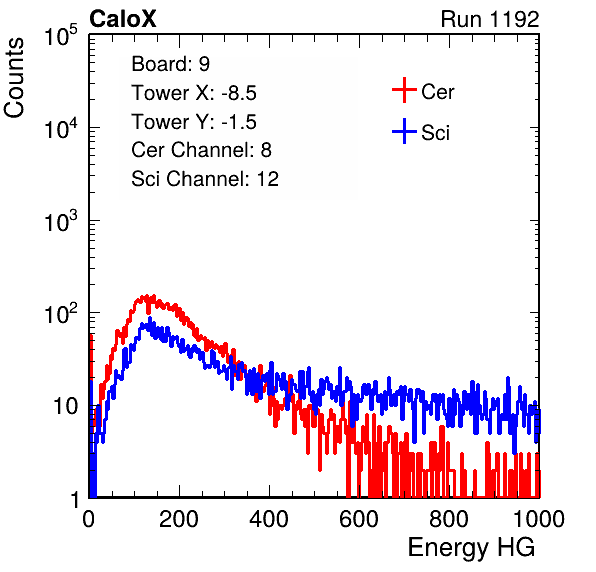 CaloX Run 1192
Counts
10^5
10^4
10^3
10^2
10
1
Board: 9
Tower X: -8.5
Tower Y: -1.5
Cer Channel: 8
Sci Channel: 12
Cer
Sci
0 200 400 600 800 1000
Energy HG